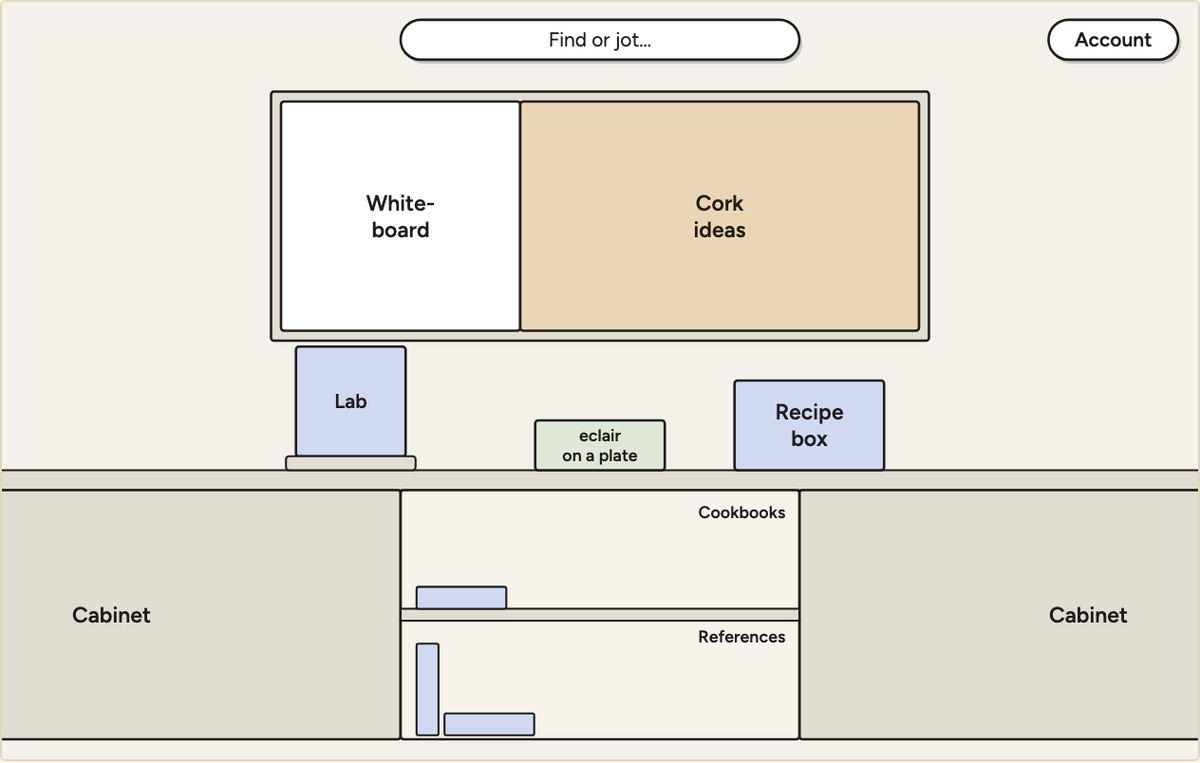 Find or jot...
Account
White-
board
Cork
ideas
Lab
eclair
on a plate
Recipe
box
Cookbooks
Cabinet
Cabinet
References